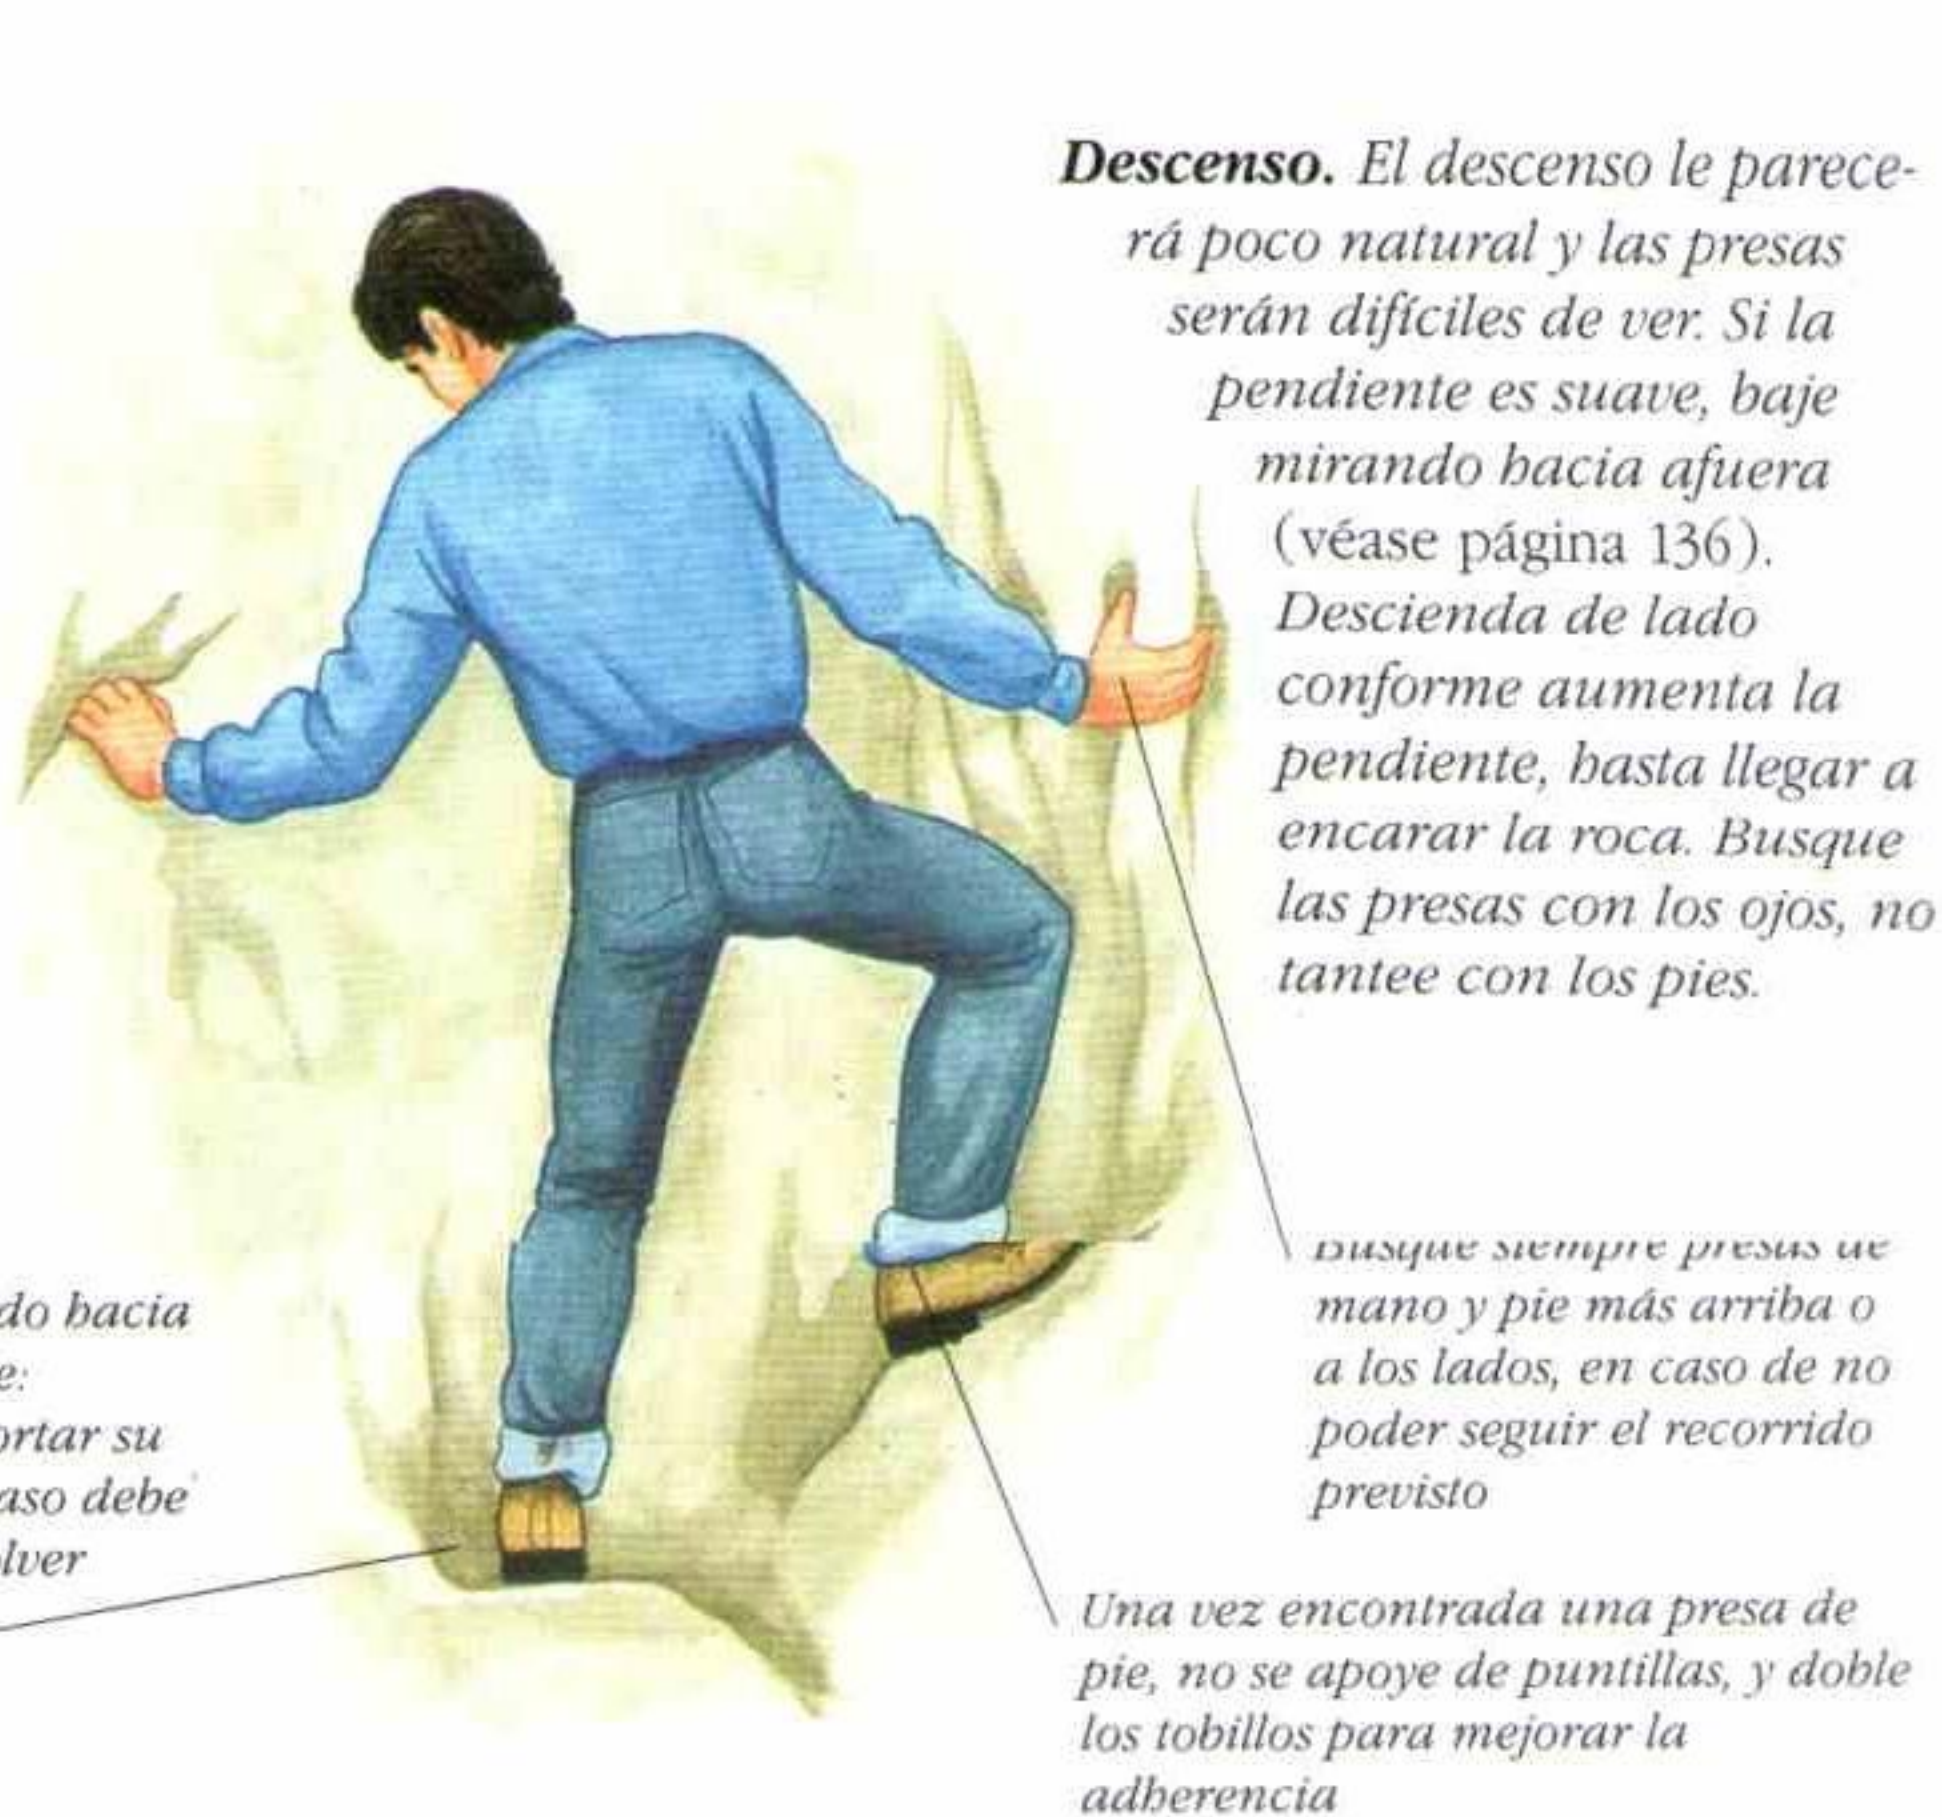 Descenso. El descenso le parece-
rá poco natural y las presas
serán difíciles de ver. Si la
pendiente es suave, baje
mirando hacia afuera
(véase página 136).
Descienda de lado
conforme aumenta la
pendiente, hasta llegar a
encarar la roca. Busque
las presas con los ojos, no
tantee con los pies.
Busque siempre presas de
mano y pie más arriba o
a los lados, en caso de no
poder seguir el recorrido
previsto
Una vez encontrada una presa de
pie, no se apoye de puntillas, y doble
los tobillos para mejorar la
adherencia
do hacia
e:
ortar su
aso debe
lver